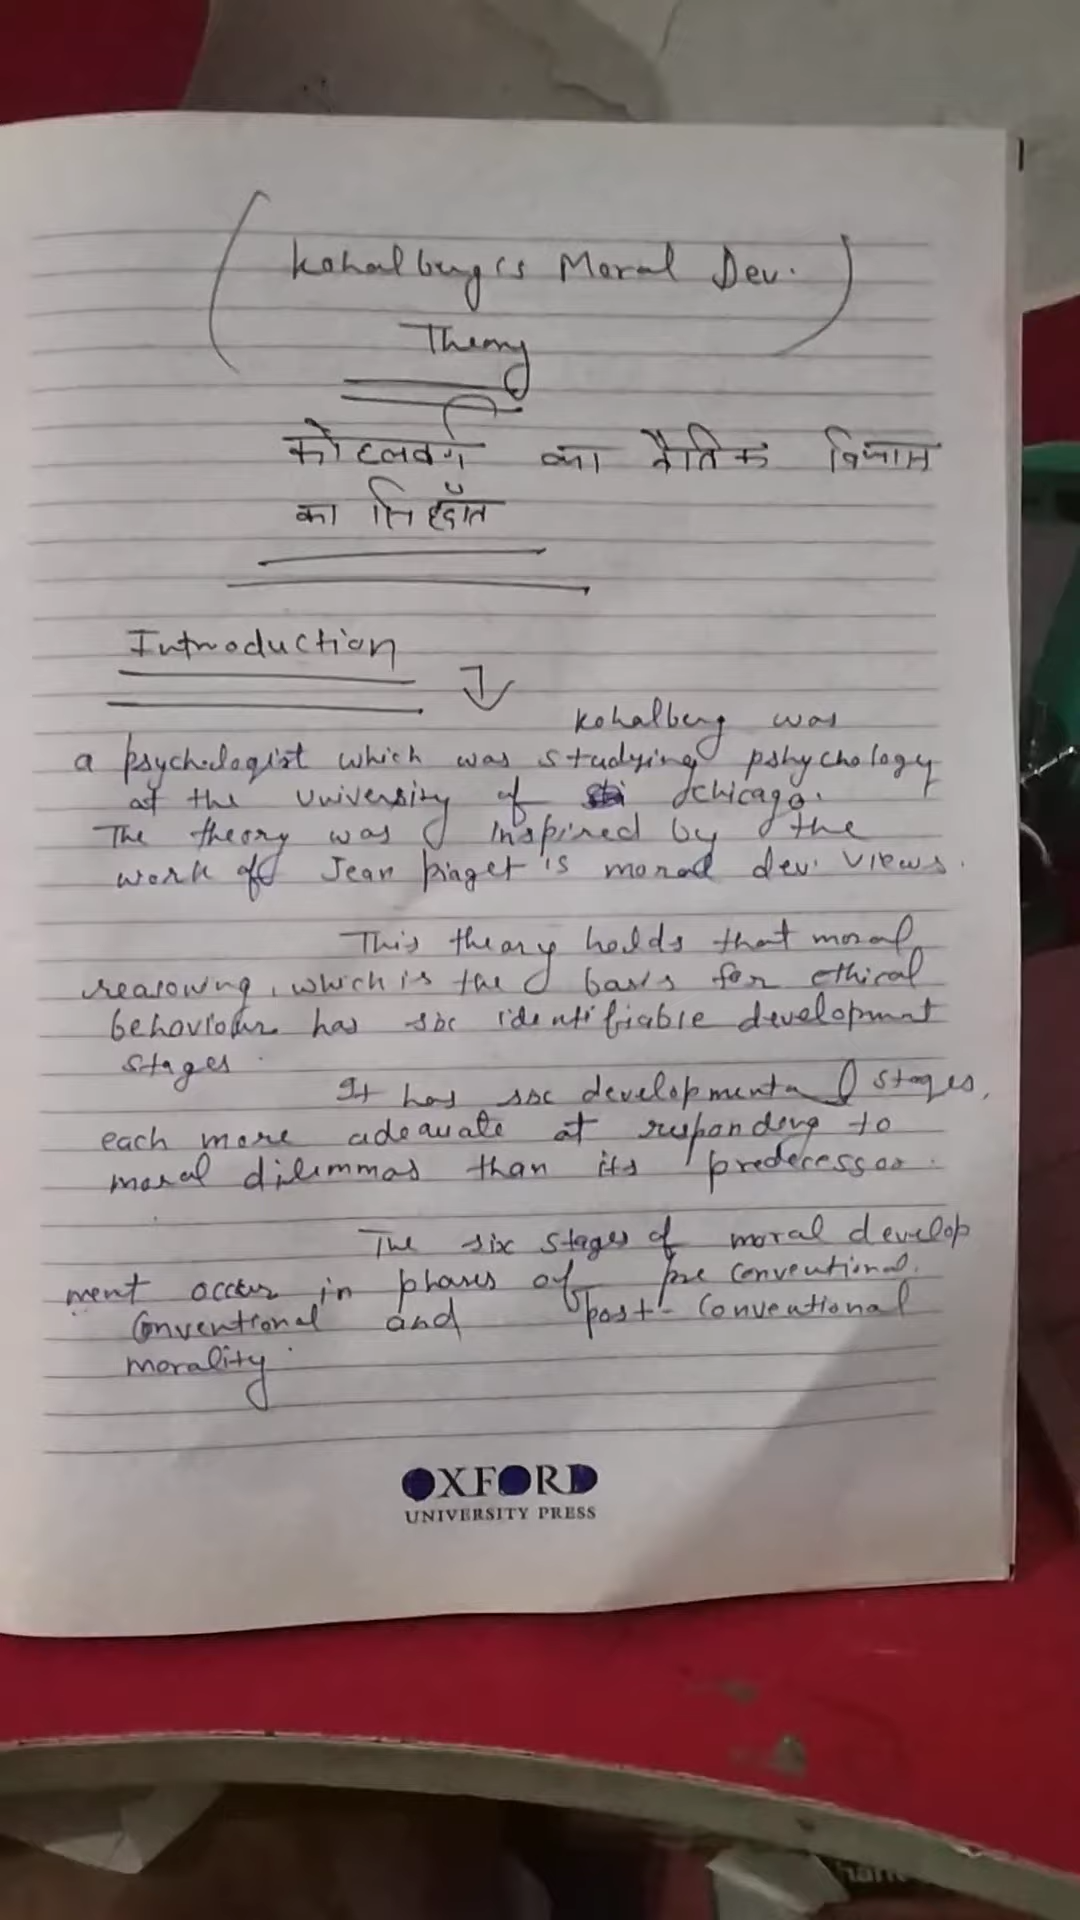 Kohalberg's Moral Dev.
Theory
कोहलवर्ग का नैतिक विकास
का सिद्दाँत
Introduction
Kohalberg was
a psychologist which was studying pshychology
at the University of Chicago.
The theory was inspired by the
work of Jean piaget's moral dev. views.
This theory holds that moral
reasowing, which is the basis for ethical
behaviour has six identifiable developmnt
stages.
It has six developmental stages,
each more adequate at responding to
moral dilemmas than its predecessor.
The six stages of moral develop
ment occur in phases of pre conventional.
Conventional and post-Conventional
morality.
OXFORD
UNIVERSITY PRESS